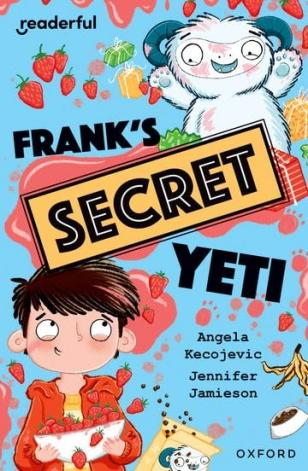 readerful
FRANK'S
SECRET
YETI
Angela
Kecojevic
Jennifer
Jamieson
OXFORD